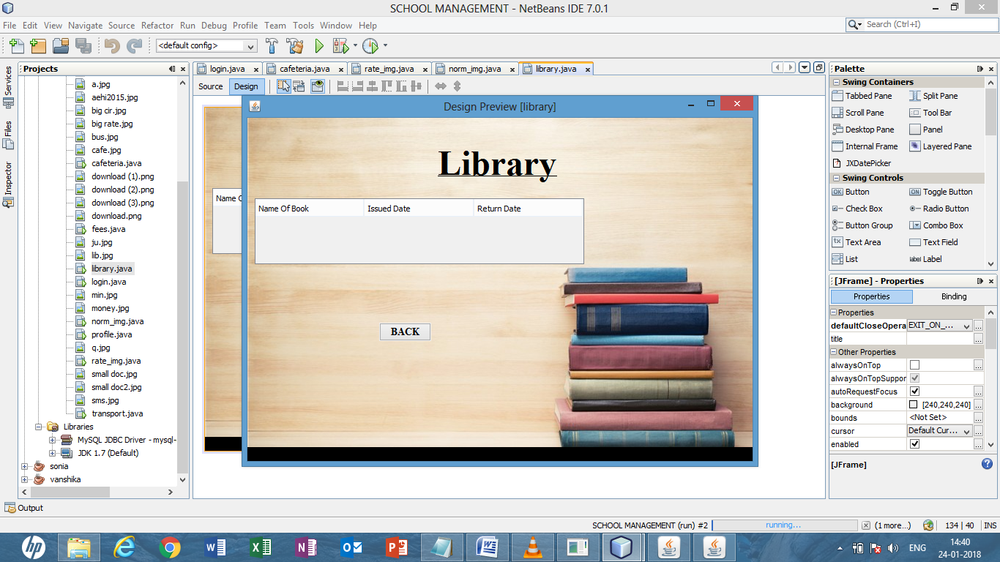 SCHOOL MANAGEMENT - NetBeans IDE 7.0.1
File Edit View Navigate Source Refactor Run Debug Profile Team Tools Window Help
Search (Ctrl+I)
<default config>
Services
Files
Inspector
Projects
a.jpg
aehi2015.jpg
big cir.jpg
big rate.jpg
bus.jpg
cafe.jpg
cafeteria.java
download (1).png
download (2).png
download (3).png
download.png
fees.java
ju.jpg
lib.jpg
library.java
login.java
min.jpg
money.jpg
norm_img.java
profile.java
q.jpg
rate_img.java
small doc.jpg
small doc2.jpg
sms.jpg
transport.java
Libraries
MySQL JDBC Driver - mysql-
JDK 1.7 (Default)
sonia
vanshika
login.java cafeteria.java rate_img.java norm_img.java library.java
Source Design
Name O
Design Preview [library]
Library
Name Of Book Issued Date Return Date
BACK
Palette
Swing Containers
Tabbed Pane Split Pane
Scroll Pane Tool Bar
Desktop Pane Panel
Internal Frame Layered Pane
JXDatePicker
Swing Controls
Button Toggle Button
Check Box Radio Button
Button Group Combo Box
Text Area Text Field
List Label
[JFrame] - Properties
Properties Binding
Properties
defaultCloseOpera EXIT_ON_...
title
Other Properties
alwaysOnTop
alwaysOnTopSuppor
autoRequestFocus
background [240,240,240]
bounds <Not Set>
cursor Default Cur...
enabled
[JFrame]
Output
SCHOOL MANAGEMENT (run) #2 running... (1 more...) 134 | 40 INS
ENG
14:40
24-01-2018